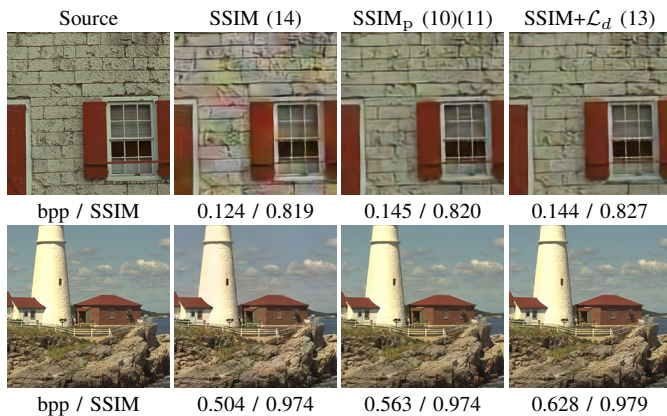 Source SSIM (14) SSIM_P (10)(11) SSIM+ℒ_d (13)
bpp / SSIM 0.124 / 0.819 0.145 / 0.820 0.144 / 0.827
bpp / SSIM 0.504 / 0.974 0.563 / 0.974 0.628 / 0.979